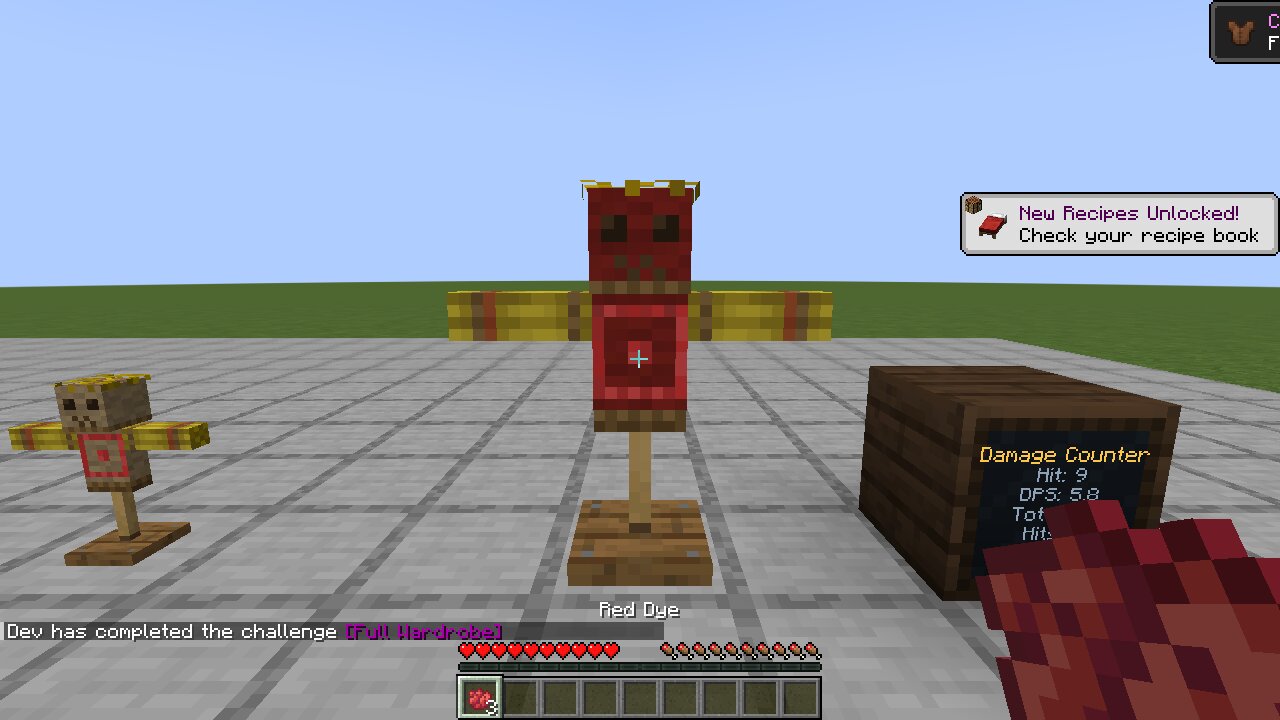 C
F
New Recipes Unlocked!
Check your recipe book
Damage Counter
Hit: 9
DPS: 5.8
Red Dye
Dev has completed the challenge [Full Wardrobe]
3